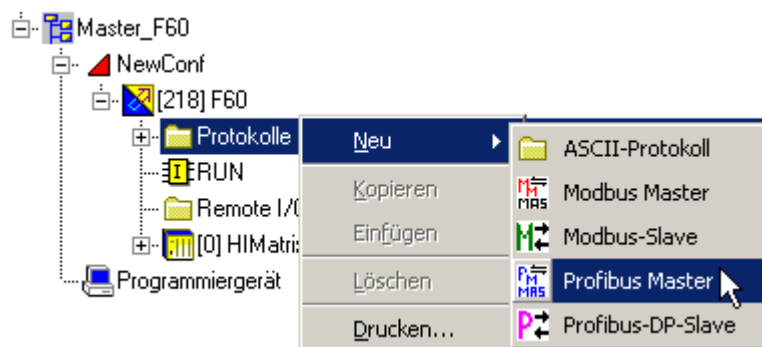 Master_F60
NewConf
[218] F60
Protokolle
RUN
Remote I/
[0] HIMatri
Programmiergerät
Neu
Kopieren
Einfügen
Löschen
Drucken...
ASCII-Protokoll
Modbus Master
Modbus-Slave
Profibus Master
Profibus-DP-Slave